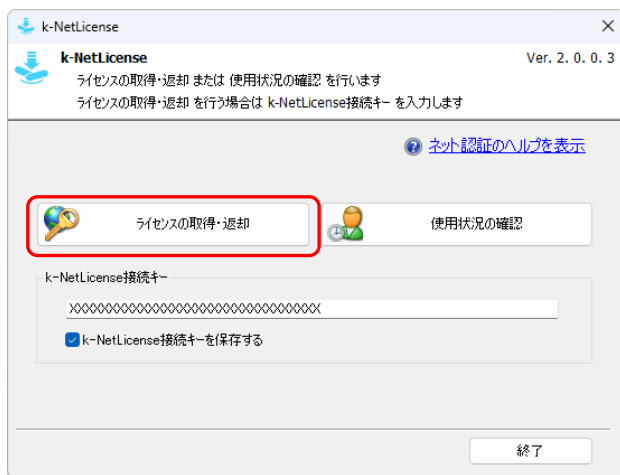 k-NetLicense
k-NetLicense Ver. 2. 0. 0. 3
ライセンスの取得・返却 または 使用状況の確認 を行います
ライセンスの取得・返却 を行う場合は k-NetLicense接続キー を入力します
ネット認証のヘルプを表示
ライセンスの取得・返却 使用状況の確認
k-NetLicense接続キー
XXXXXXXXXXXXXXXXXXXXXXXXXXXXXXXXXXX
k-NetLicense接続キーを保存する
終了